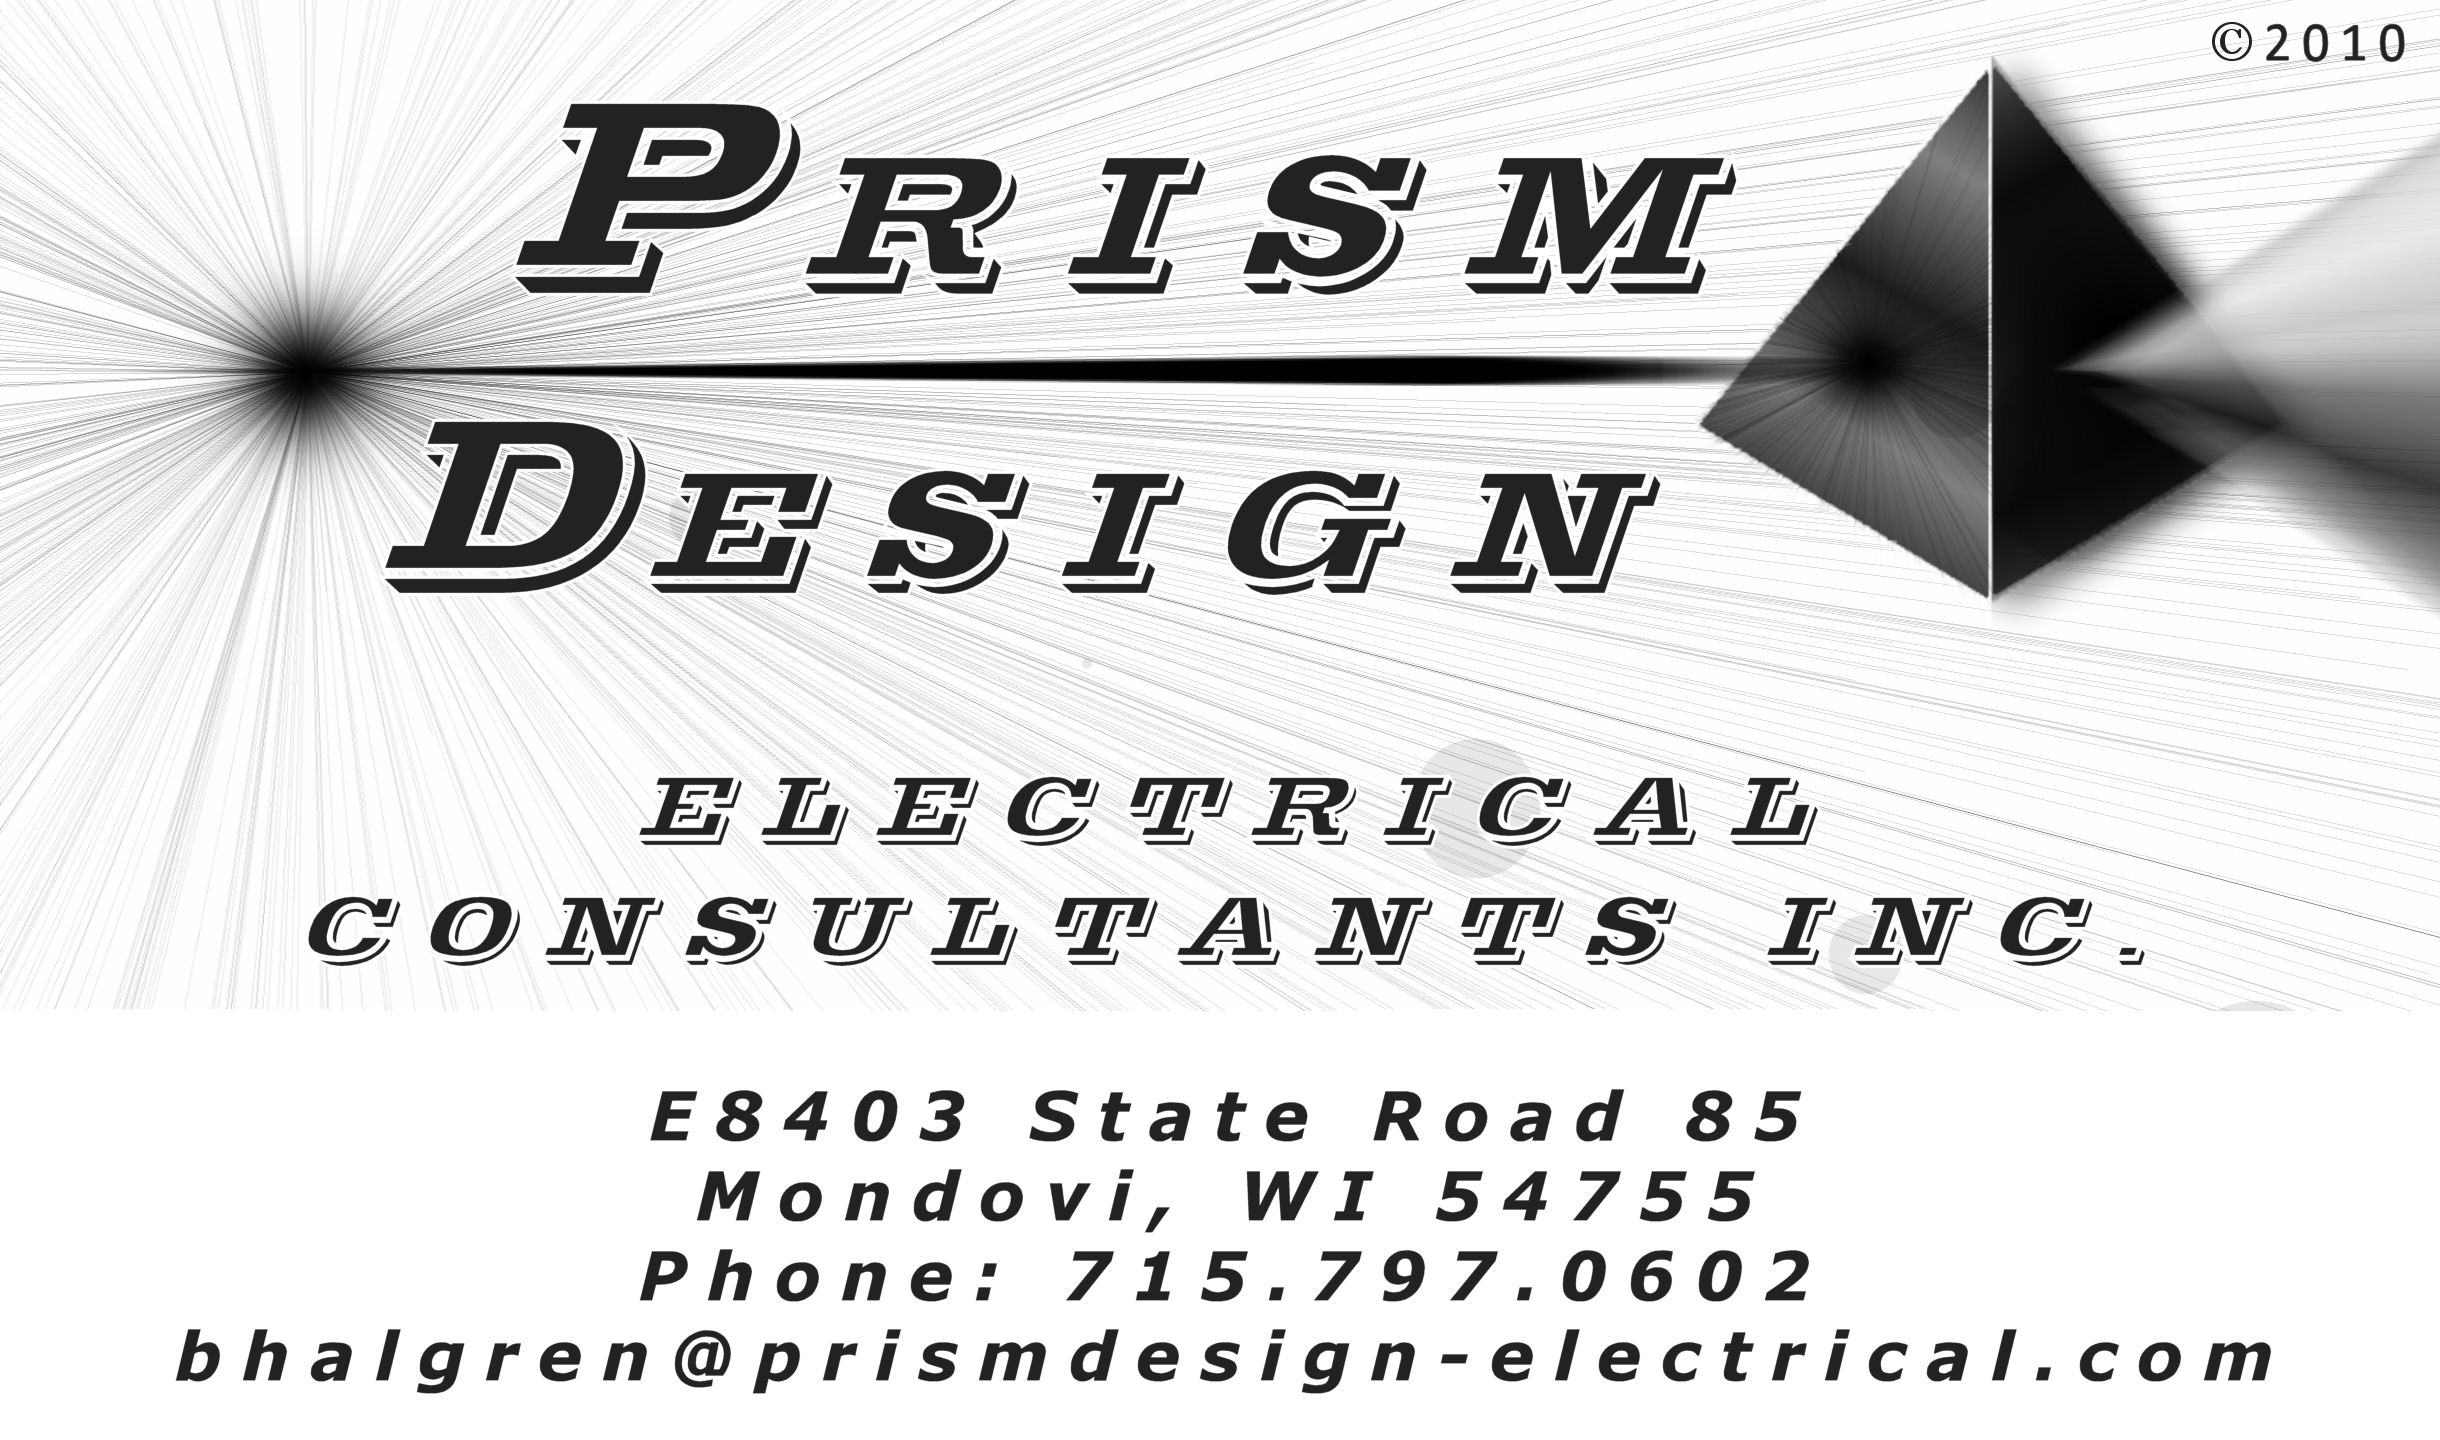 ©2010
PRISM
DESIGN
ELECTRICAL
CONSULTANTS INC.
E8403 State Road 85
Mondovi, WI 54755
Phone: 715.797.0602
bhalgren@prismdesign-electrical.com